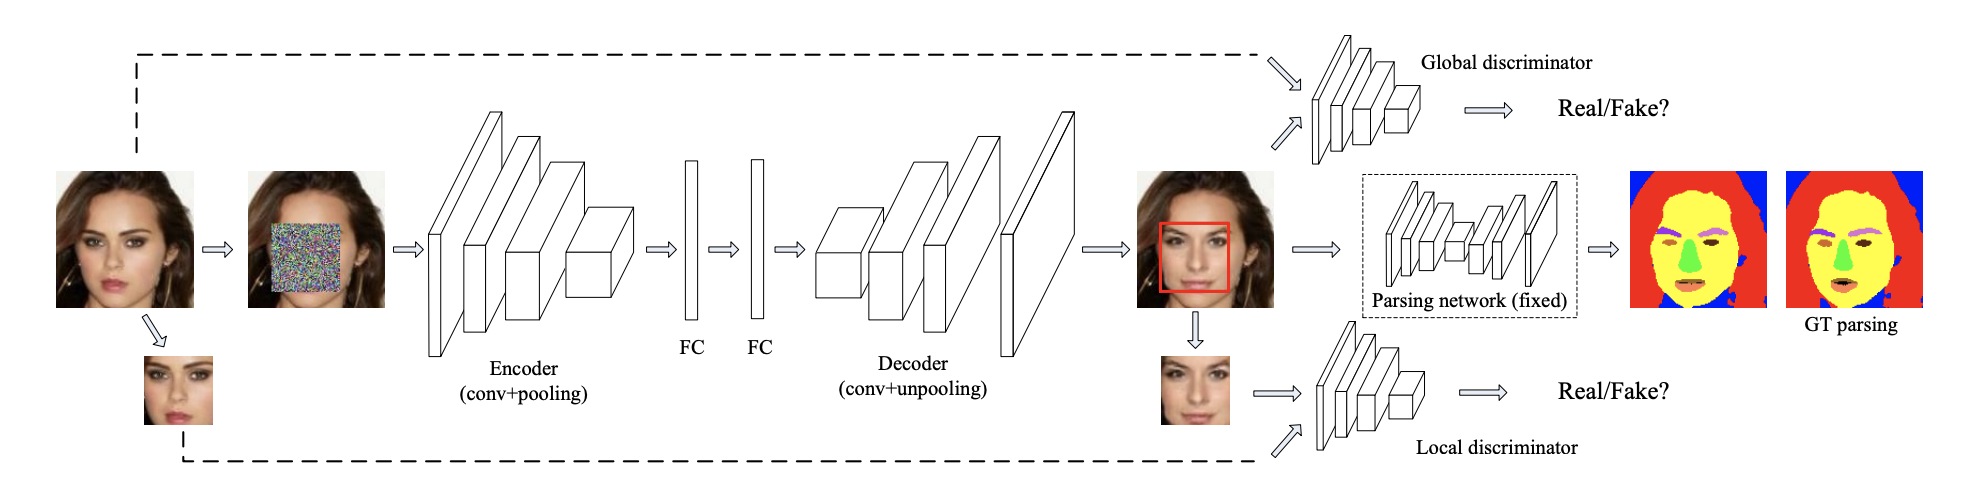 Global discriminator
Real/Fake?
Parsing network (fixed)
GT parsing
FC
FC
Encoder
(conv+pooling)
Decoder
(conv+unpooling)
Real/Fake?
Local discriminator